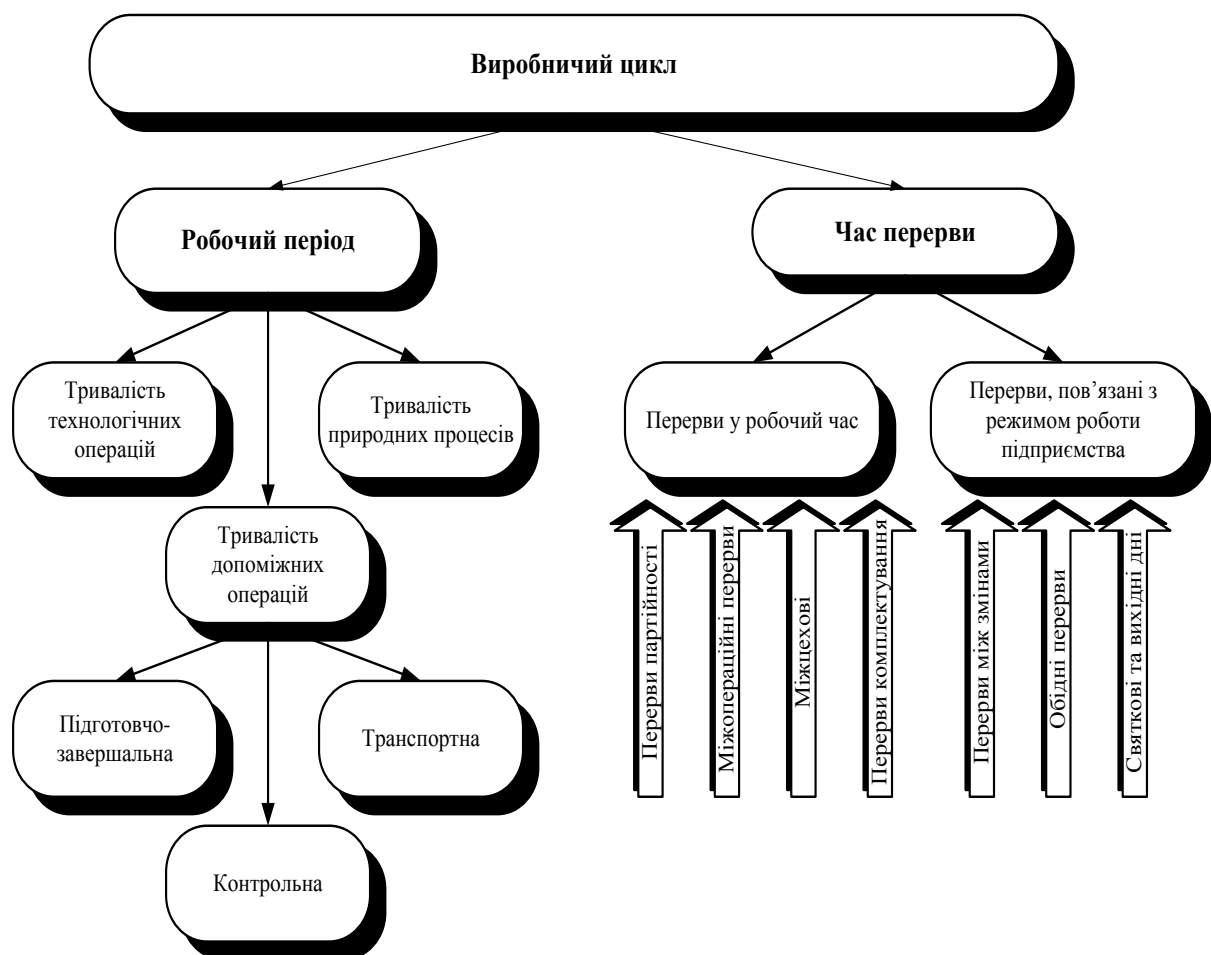 Виробничий цикл
Робочий період
Час перерви
Тривалість
технологічних
операцій
Тривалість
природних процесів
Перерви у робочий час
Перерви, пов’язані з
режимом роботи
підприємства
Тривалість
допоміжних
операцій
Перерви партійності
Міжопераційні перерви
Міжцехові
Перерви комплектування
Перерви між змінами
Обідні перерви
Святкові та вихідні дні
Підготовчо-
завершальна
Транспортна
Контрольна